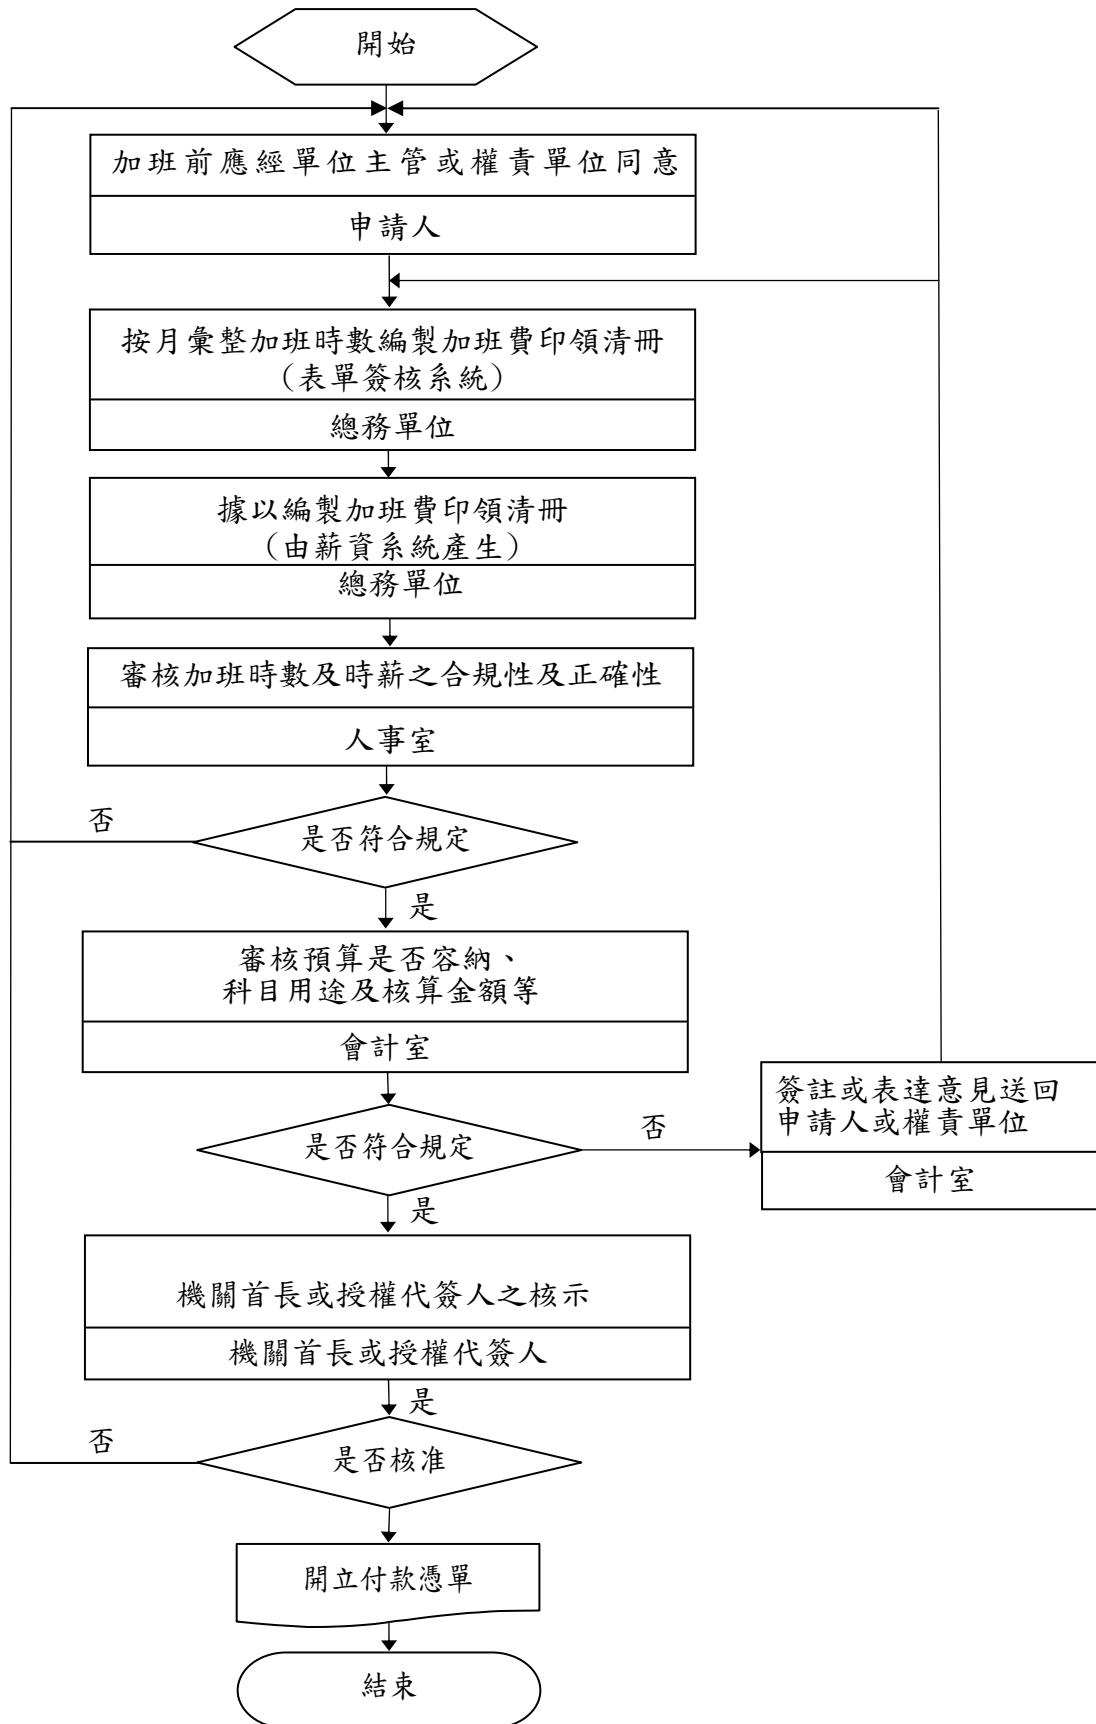 開始
加班前應經單位主管或權責單位同意
申請人
按月彙整加班時數編製加班費印領清冊
（表單簽核系統）
總務單位
據以編製加班費印領清冊
（由薪資系統產生）
總務單位
審核加班時數及時薪之合規性及正確性
人事室
否
是否符合規定
是
審核預算是否容納、
科目用途及核算金額等
會計室
簽註或表達意見送回
申請人或權責單位
會計室
是否符合規定
否
是
機關首長或授權代簽人之核示
機關首長或授權代簽人
是
否
是否核准
開立付款憑單
結束